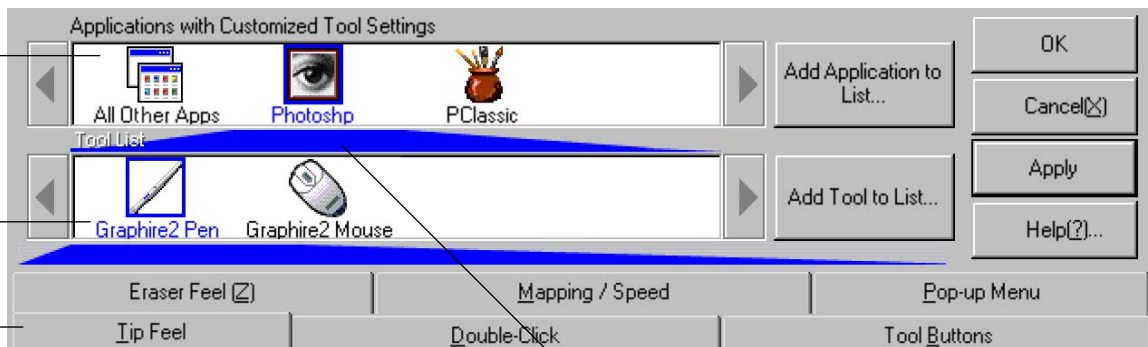 Applications with Customized Tool Settings
All Other Apps
Photoshp
PClassic
Add Application to
List...
OK
Cancel(X)
Tool List
Graphire2 Pen
Graphire2 Mouse
Add Tool to List...
Apply
Help(?)...
Eraser Feel (Z)
Mapping / Speed
Pop-up Menu
Tip Feel
Double-Click
Tool Buttons